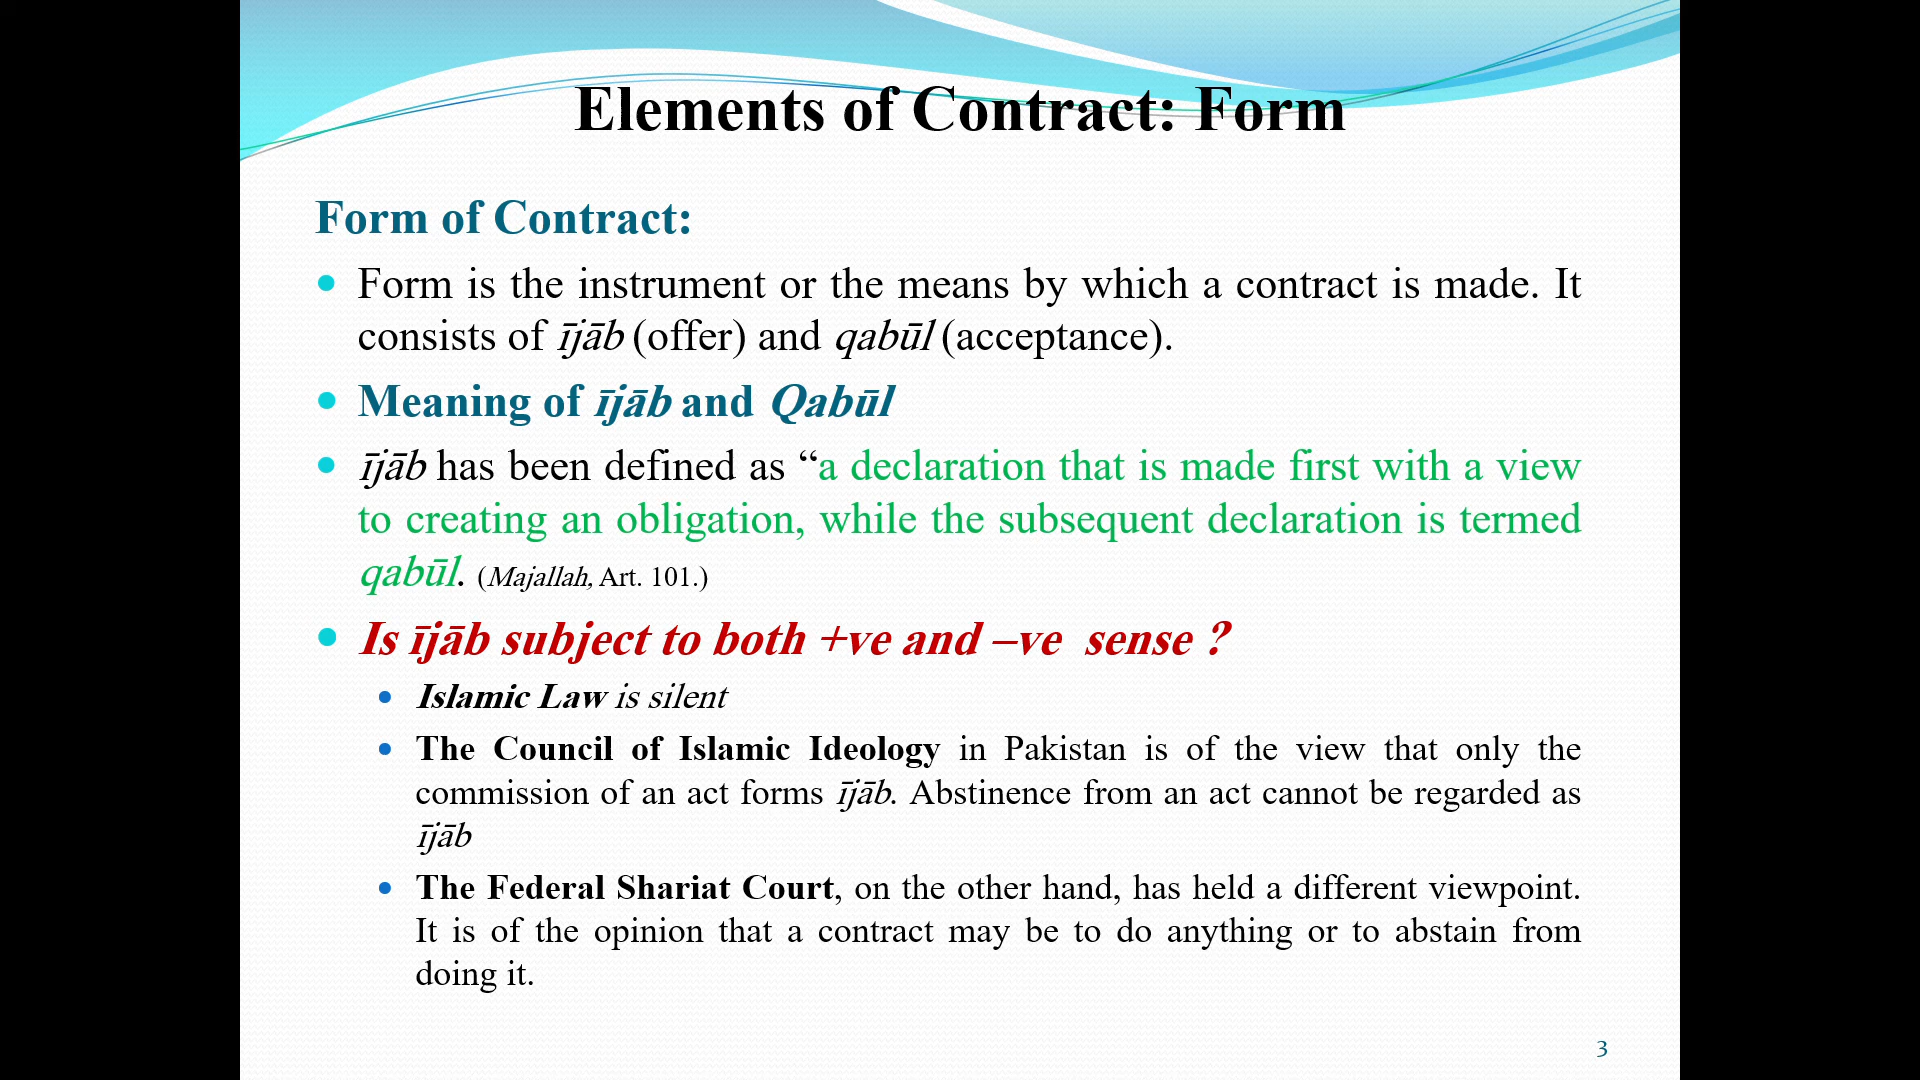 Elements of Contract: Form
Form of Contract:
Form is the instrument or the means by which a contract is made. It
consists of ījāb (offer) and qabūl (acceptance).
Meaning of ījāb and Qabūl
ījāb has been defined as “a declaration that is made first with a view
to creating an obligation, while the subsequent declaration is termed
qabūl. (Majallah, Art. 101.)
Is ījāb subject to both +ve and –ve sense ?
Islamic Law is silent
The Council of Islamic Ideology in Pakistan is of the view that only the
commission of an act forms ījāb. Abstinence from an act cannot be regarded as
ījāb
The Federal Shariat Court, on the other hand, has held a different viewpoint.
It is of the opinion that a contract may be to do anything or to abstain from
doing it.
3